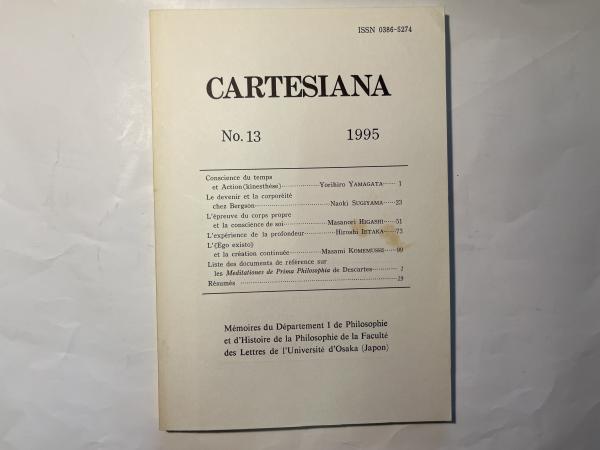 ISSN 0386-5274
CARTESIANA
No. 13 1995
Conscience du temps
et Action(kinesthèse)····················Yorihiro YAMAGATA······ 1
Le devenir et la corporéité
chez Bergson····································Naoki SUGIYAMA······23
L'épreuve du corps propre
et la conscience de soi··················Masanori HIGASHI······51
L'expérience de la profondeur···········Hiroshi IETAKA······73
L'(Ego existo)
et la création continuée················Masami KOMEMUSHI······99
Liste des documents de référence sur
les Meditationes de Prima Philosophia de Descartes············ 1
Résumés ··························································19
Mémoires du Département I de Philosophie
et d'Histoire de la Philosophie de la Faculté
des Lettres de l'Université d'Osaka (Japon)